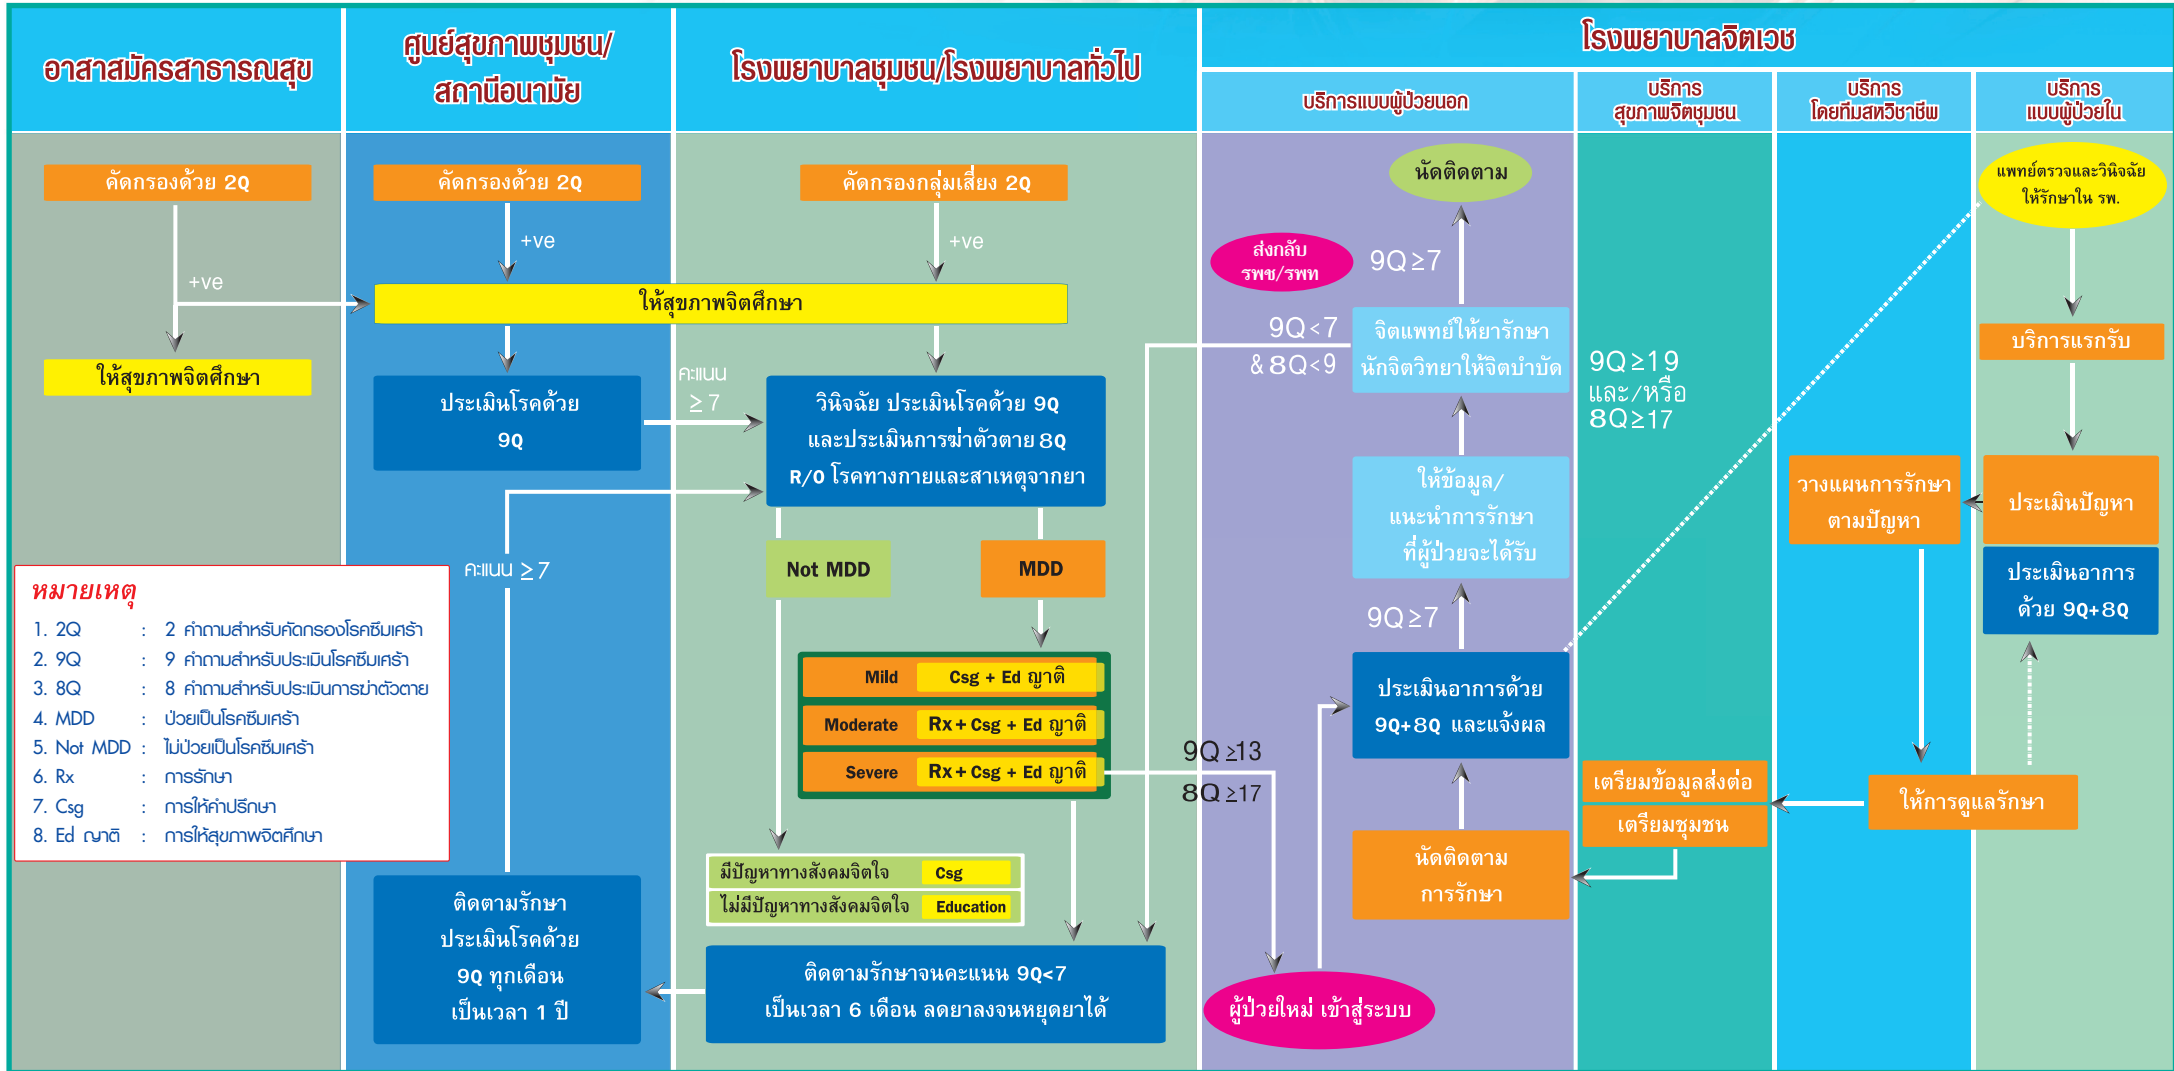 อาสาสมัครสาธารณสุข
ศูนย์สุขภาพชุมชน/
สถานีอนามัย
โรงพยาบาลชุมชน/โรงพยาบาลทั่วไป
โรงพยาบาลจิตเวช
บริการแบบผู้ป่วยนอก
บริการ
สุขภาพจิตชุมชน
บริการ
โดยทีมสหวิชาชีพ
บริการ
แบบผู้ป่วยใน
คัดกรองด้วย 2Q
+ve
ให้สุขภาพจิตศึกษา
คัดกรองด้วย 2Q
+ve
คัดกรองกลุ่มเสี่ยง 2Q
+ve
ให้สุขภาพจิตศึกษา
ประเมินโรคด้วย
9Q
คะแนน
≥ 7
วินิจฉัย ประเมินโรคด้วย 9Q
และประเมินการฆ่าตัวตาย 8Q
R/O โรคทางกายและสาเหตุจากยา
คะแนน ≥ 7
Not MDD
MDD
Mild Csg + Ed ญาติ
Moderate Rx + Csg + Ed ญาติ
Severe Rx + Csg + Ed ญาติ
9Q ≥13
8Q ≥17
มีปัญหาทางสังคมจิตใจ Csg
ไม่มีปัญหาทางสังคมจิตใจ Education
ติดตามรักษา
ประเมินโรคด้วย
9Q ทุกเดือน
เป็นเวลา 1 ปี
ติดตามรักษาจนคะแนน 9Q<7
เป็นเวลา 6 เดือน ลดยาลงจนหยุดยาได้
หมายเหตุ
1. 2Q : 2 คำถามสำหรับคัดกรองโรคซึมเศร้า
2. 9Q : 9 คำถามสำหรับประเมินโรคซึมเศร้า
3. 8Q : 8 คำถามสำหรับประเมินการฆ่าตัวตาย
4. MDD : ป่วยเป็นโรคซึมเศร้า
5. Not MDD : ไม่ป่วยเป็นโรคซึมเศร้า
6. Rx : การรักษา
7. Csg : การให้คำปรึกษา
8. Ed ญาติ : การให้สุขภาพจิตศึกษา
นัดติดตาม
ส่งกลับ
รพช/รพท
9Q≥7
9Q<7
& 8Q<9
จิตแพทย์ให้ยารักษา
นักจิตวิทยาให้จิตบำบัด
ให้ข้อมูล/
แนะนำการรักษา
ที่ผู้ป่วยจะได้รับ
9Q≥7
ประเมินอาการด้วย
9Q+8Q และแจ้งผล
นัดติดตาม
การรักษา
ผู้ป่วยใหม่ เข้าสู่ระบบ
9Q≥19
และ/หรือ
8Q≥17
เตรียมข้อมูลส่งต่อ
เตรียมชุมชน
วางแผนการรักษา
ตามปัญหา
ให้การดูแลรักษา
แพทย์ตรวจและวินิจฉัย
ให้รักษาใน รพ.
บริการแรกรับ
ประเมินปัญหา
ประเมินอาการ
ด้วย 9Q+8Q